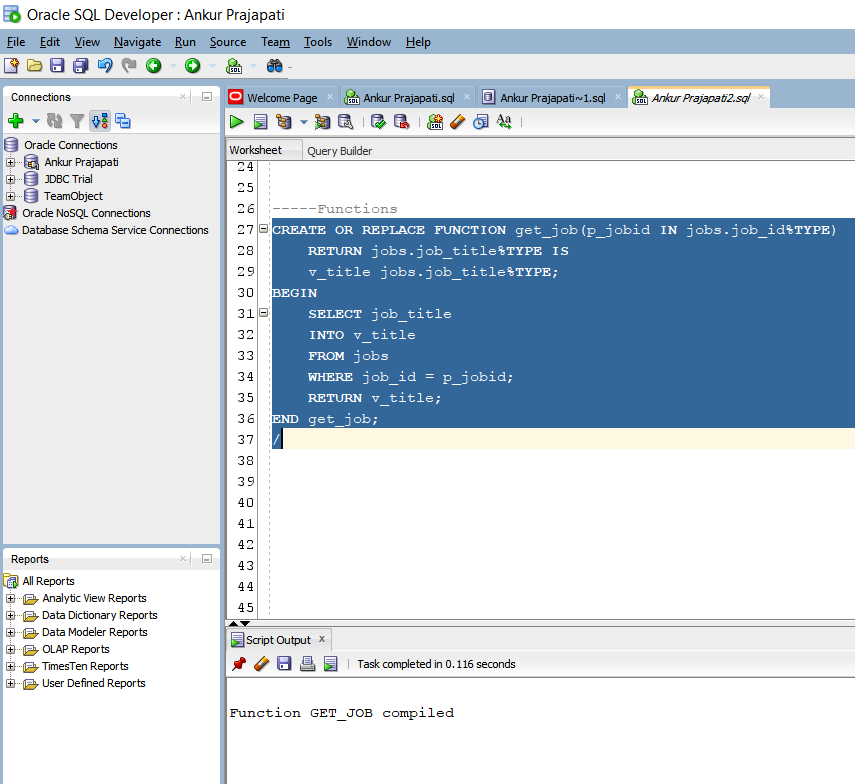 Oracle SQL Developer : Ankur Prajapati
File Edit View Navigate Run Source Team Tools Window Help
Connections
Oracle Connections
Ankur Prajapati
JDBC Trial
TeamObject
Oracle NoSQL Connections
Database Schema Service Connections
Reports
All Reports
Analytic View Reports
Data Dictionary Reports
Data Modeler Reports
OLAP Reports
TimesTen Reports
User Defined Reports
Welcome Page Ankur Prajapati.sql Ankur Prajapati~1.sql Ankur Prajapati2.sql
Aa
Worksheet Query Builder
24
25
26 -----Functions
27 CREATE OR REPLACE FUNCTION get_job(p_jobid IN jobs.job_id%TYPE)
28 RETURN jobs.job_title%TYPE IS
29 v_title jobs.job_title%TYPE;
30 BEGIN
31 SELECT job_title
32 INTO v_title
33 FROM jobs
34 WHERE job_id = p_jobid;
35 RETURN v_title;
36 END get_job;
37 /
38
39
40
41
42
43
44
45
Script Output x
Task completed in 0.116 seconds
Function GET_JOB compiled